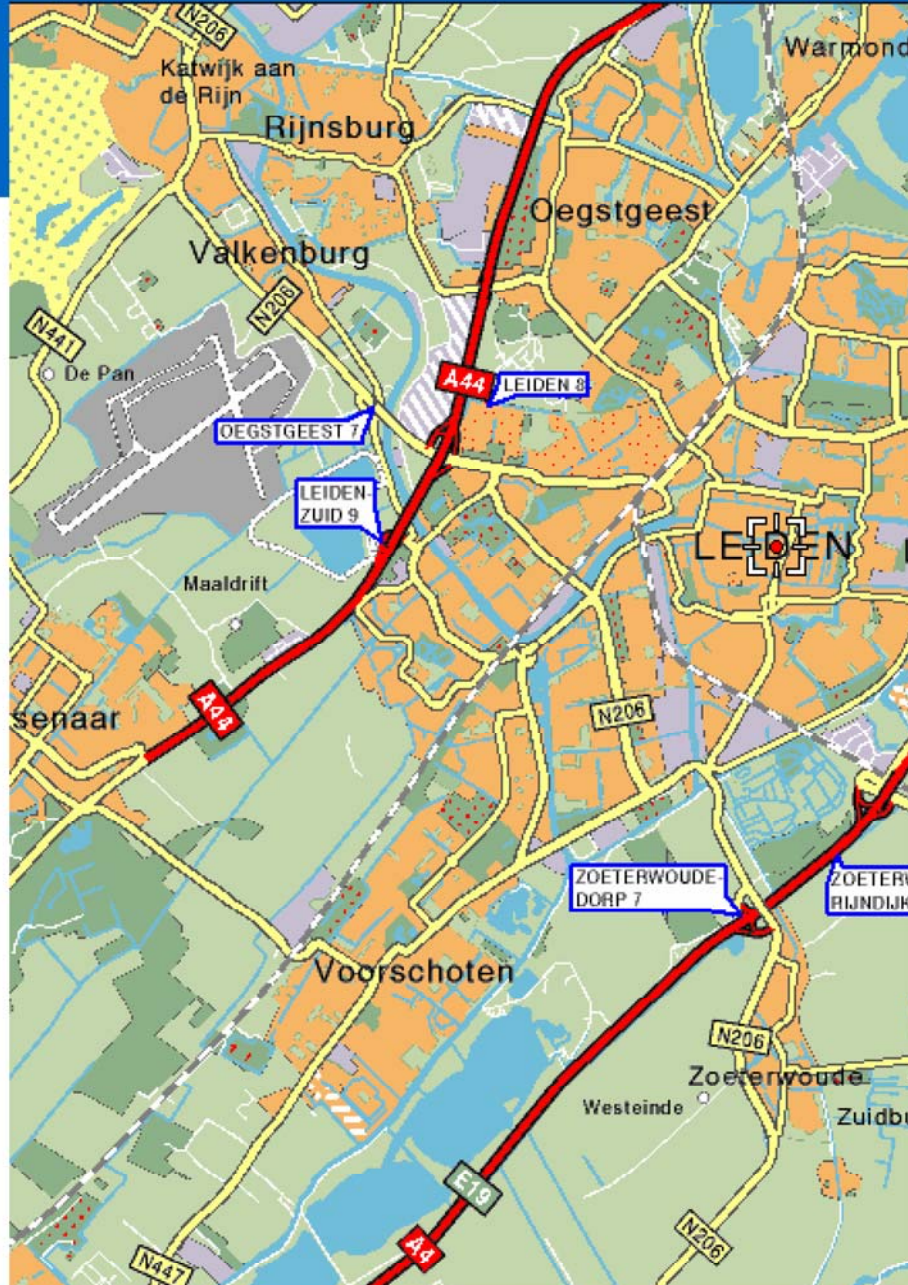 N206
Warmond
Katwijk aan
de Rijn
Rijnsburg
Oegstgeest
Valkenburg
N206
N441
De Pan
A44
LEIDEN 8
OEGSTGEEST 7
LEIDEN-
ZUID 9
LEIDEN
Maaldrift
A44
senaar
N206
ZOETERWOUDE-
DORP 7
ZOETERW
RIJNDIJK
Voorschoten
N206
Zoeterwoude
Westeinde
Zuidbu
E19
A4
N206
N447